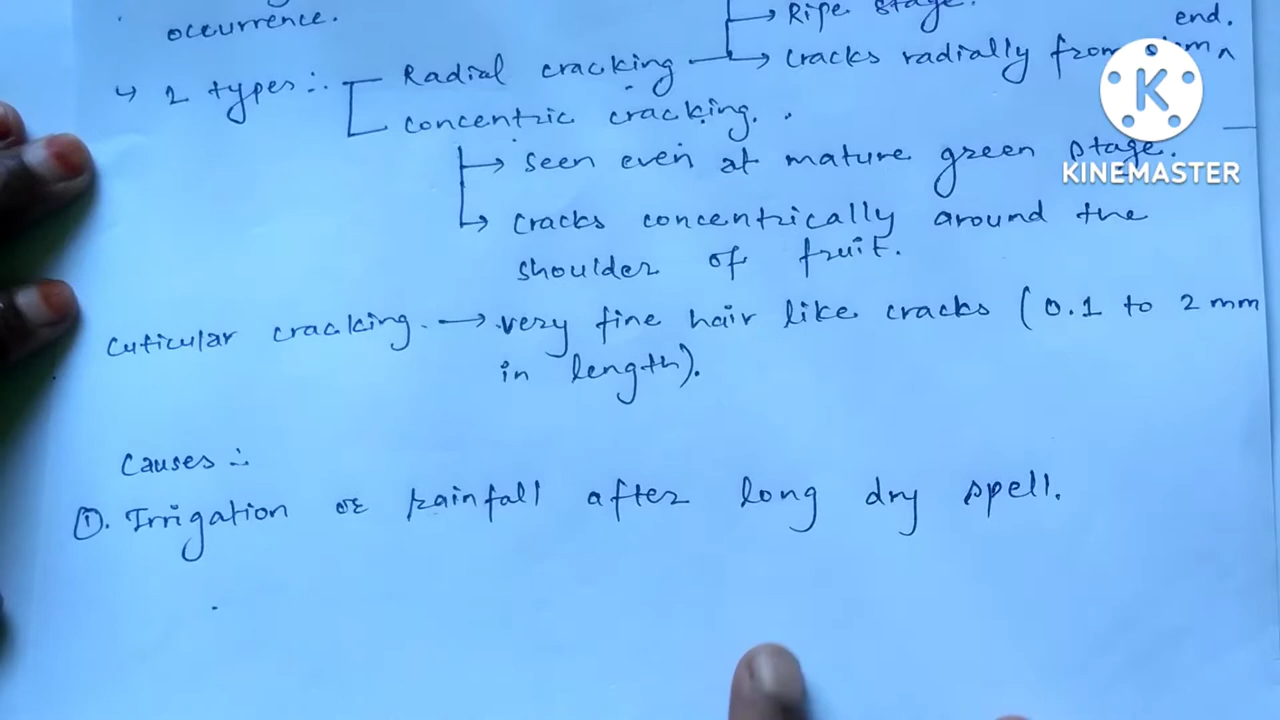 occurrence.
→ Ripe stage.
end.
↳ 2 types:. Radial cracking → cracks radially from stem ^
concentric cracking.
→ seen even at mature green stage.
↳ cracks concentrically around the
shoulder of fruit.
Cuticular cracking. → very fine hair like cracks (0.1 to 2 mm
in length).
Causes :-
①. Irrigation or rainfall after long dry spell.
K
KINEMASTER